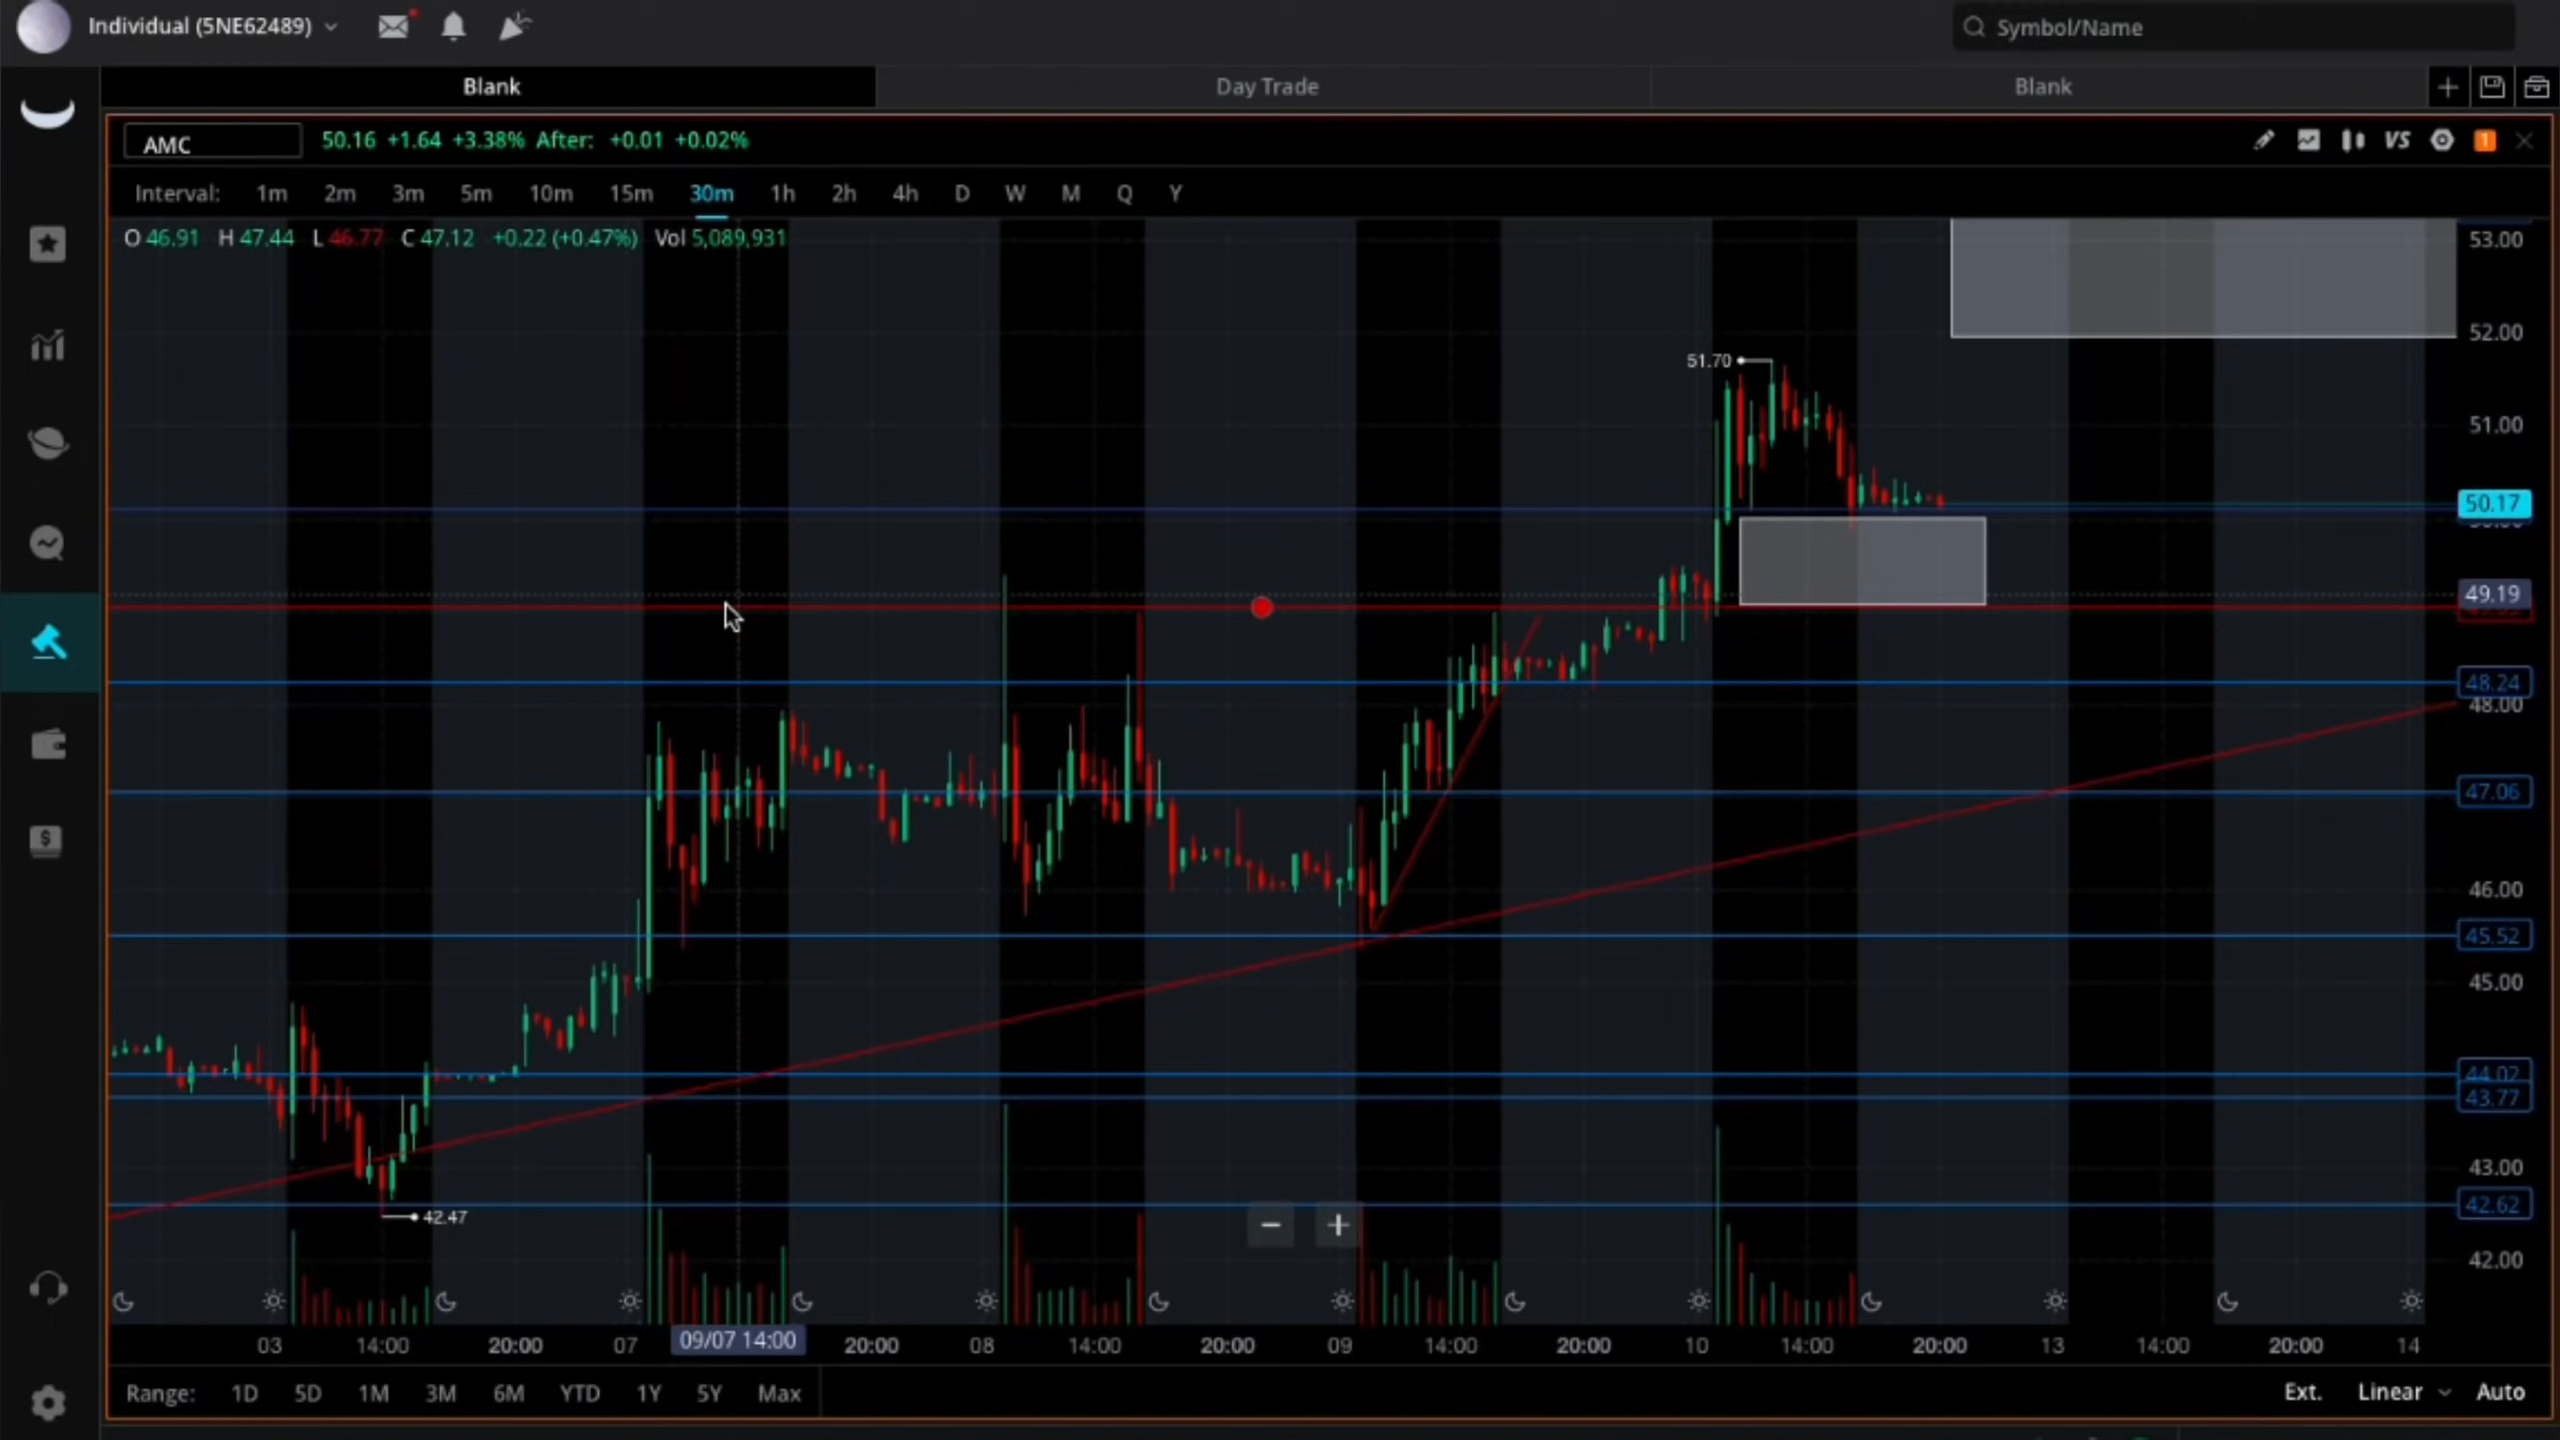 Individual (5NE62489)
Symbol/Name
Blank
Day Trade
Blank
AMC
50.16 +1.64 +3.38% After: +0.01 +0.02%
VS
1
Interval: 1m 2m 3m 5m 10m 15m 30m 1h 2h 4h D W M Q Y
O 46.91 H 47.44 L 46.77 C 47.12 +0.22 (+0.47%) Vol 5,089,931
53.00
52.00
51.70
51.00
50.17
49.19
48.24
48.00
47.06
46.00
45.52
45.00
44.02
43.77
43.00
42.62
42.47
42.00
03 14:00 20:00 07 09/07 14:00 20:00 08 14:00 20:00 09 14:00 20:00 10 14:00 20:00 13 14:00 20:00 14
Range: 1D 5D 1M 3M 6M YTD 1Y 5Y Max
Ext. Linear Auto